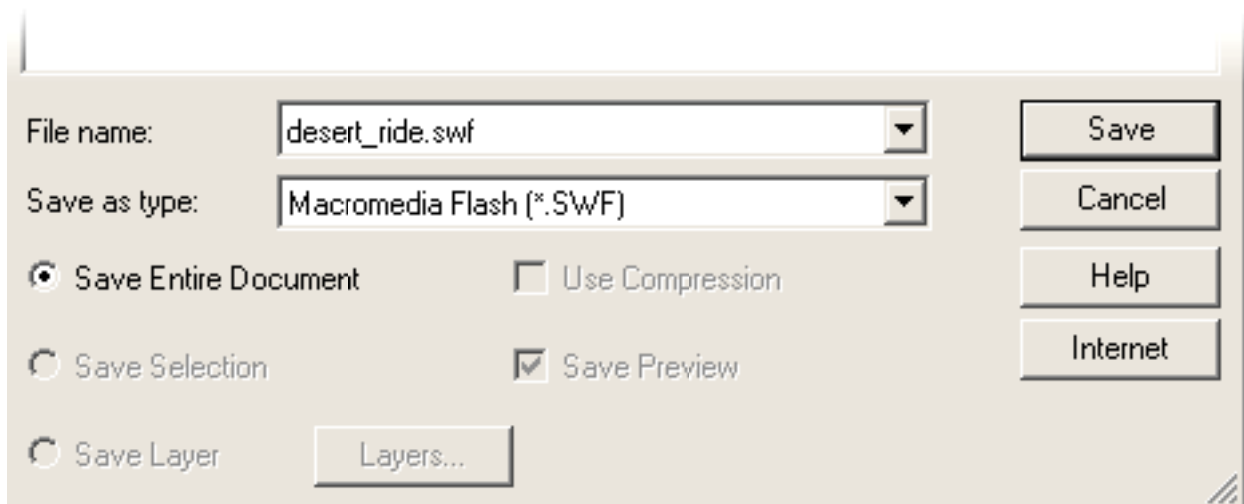 File name: desert_ride.swf Save
Save as type: Macromedia Flash (*.SWF) Cancel
Save Entire Document Use Compression Help
Save Selection Save Preview Internet
Save Layer Layers...